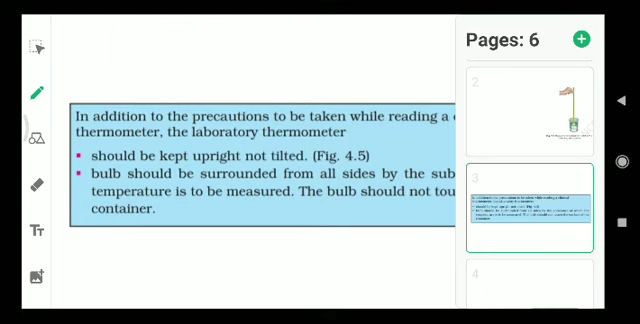 Pages: 6
2
In addition to the precautions to be taken while reading a
thermometer, the laboratory thermometer
should be kept upright not tilted. (Fig. 4.5)
bulb should be surrounded from all sides by the sub
temperature is to be measured. The bulb should not tou
container.
3
4
Tt